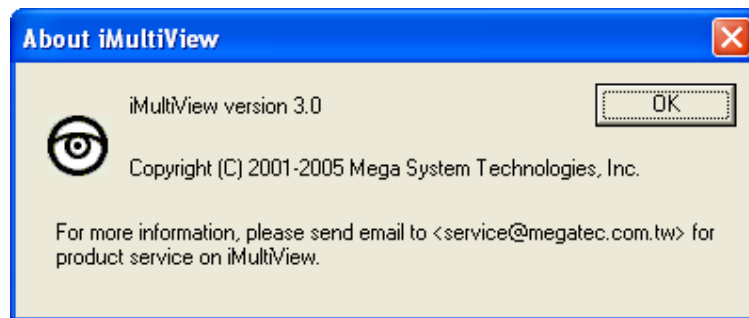 About iMultiView
iMultiView version 3.0
OK
Copyright (C) 2001-2005 Mega System Technologies, Inc.
For more information, please send email to <service@megatec.com.tw> for
product service on iMultiView.